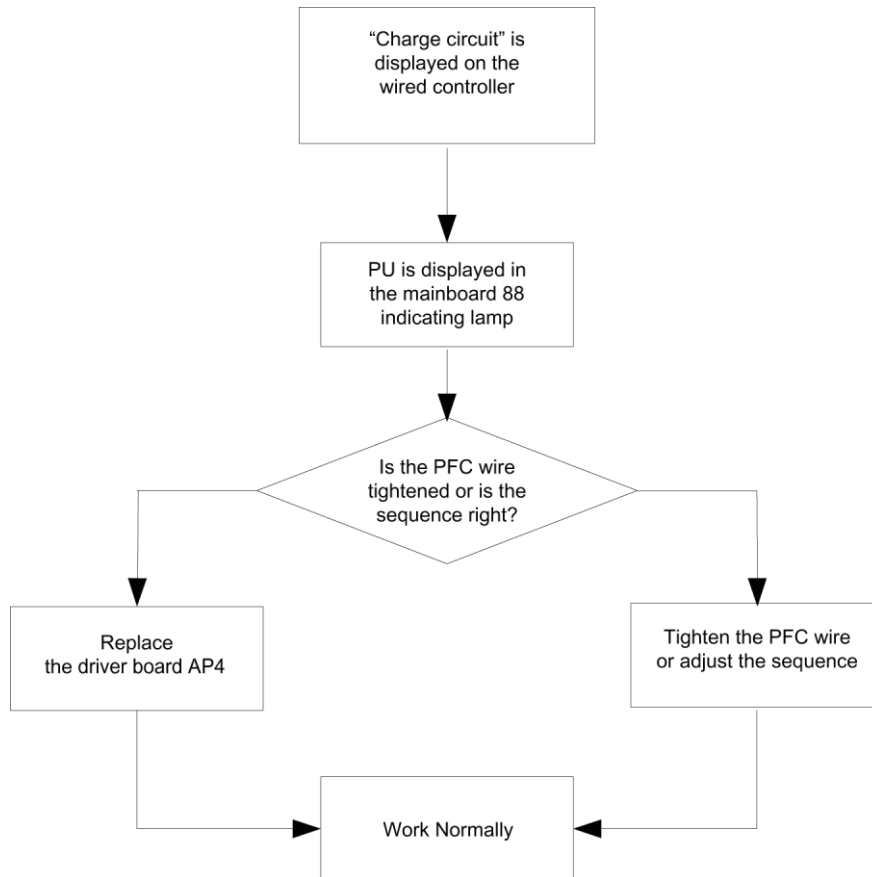 “Charge circuit” is
displayed on the
wired controller
PU is displayed in
the mainboard 88
indicating lamp
Is the PFC wire
tightened or is the
sequence right?
Replace
the driver board AP4
Tighten the PFC wire
or adjust the sequence
Work Normally